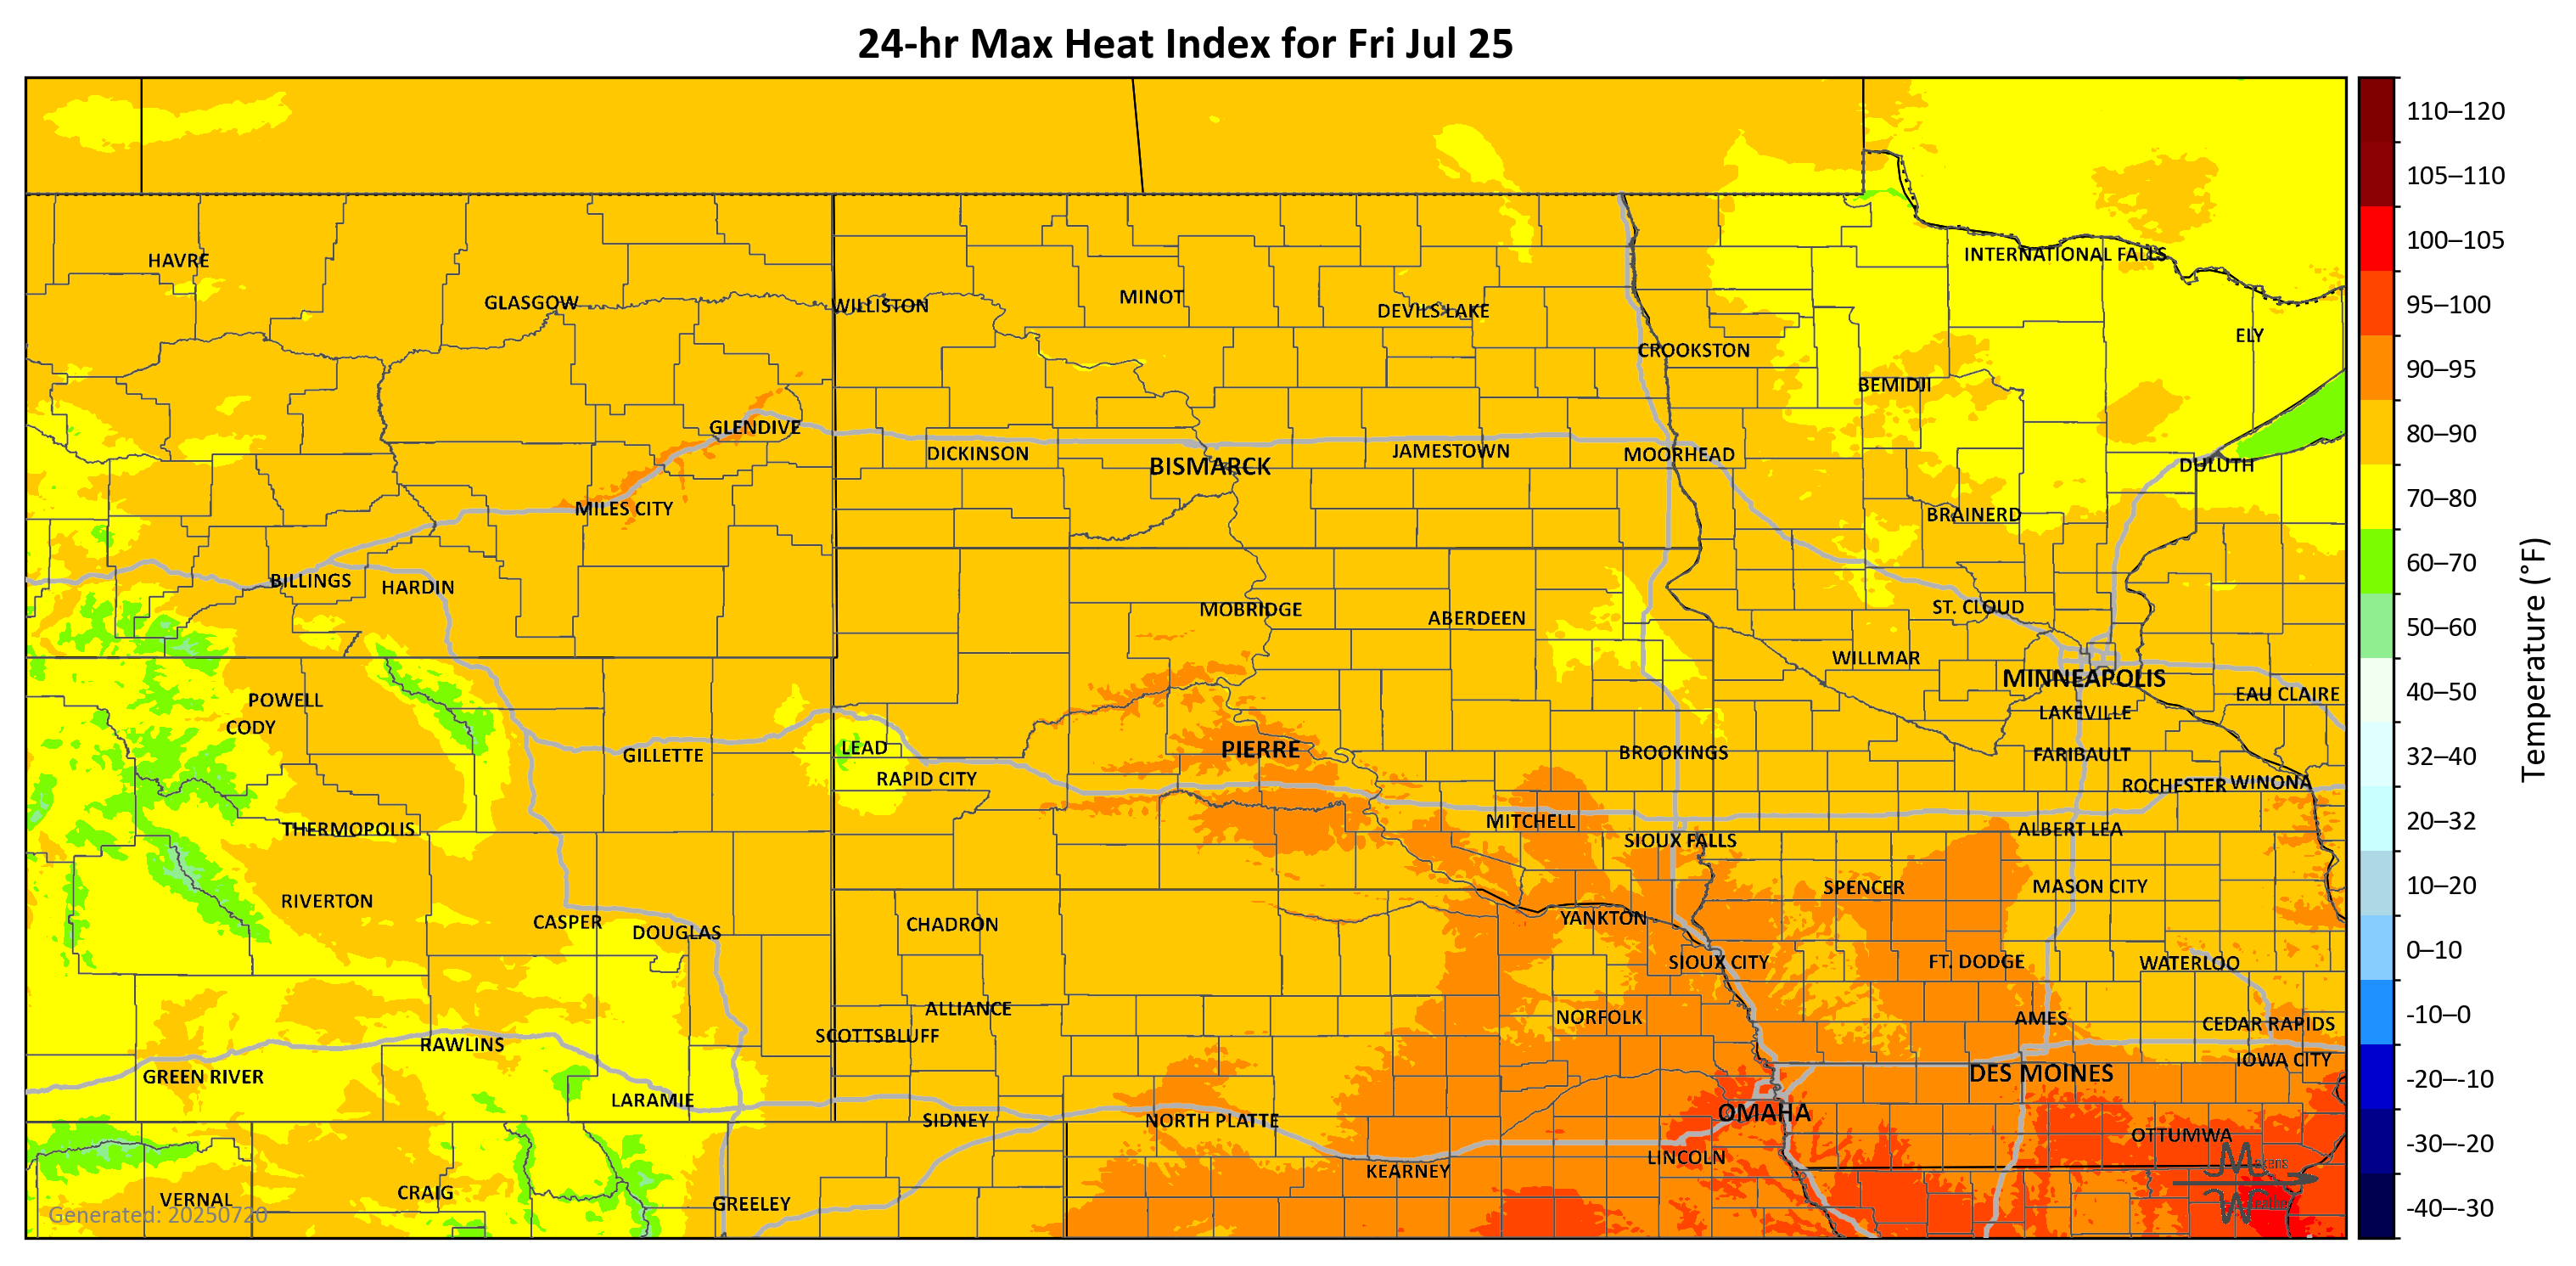 24-hr Max Heat Index for Fri Jul 25
110–120
105–110
100–105
95–100
90–95
80–90
70–80
60–70
50–60
40–50
32–40
20–32
10–20
0–10
-10–0
-20–-10
-30–-20
-40–-30
Temperature (°F)
HAVRE
INTERNATIONAL FALLS
GLASGOW
WILLISTON
MINOT
DEVILS LAKE
ELY
CROOKSTON
BEMIDJI
GLENDIVE
DICKINSON
BISMARCK
JAMESTOWN
MOORHEAD
DULUTH
MILES CITY
BRAINERD
BILLINGS
HARDIN
MOBRIDGE
ABERDEEN
ST. CLOUD
WILLMAR
MINNEAPOLIS
EAU CLAIRE
POWELL
LAKEVILLE
CODY
GILLETTE
LEAD
PIERRE
BROOKINGS
FARIBAULT
RAPID CITY
ROCHESTER
WINONA
THERMOPOLIS
MITCHELL
SIOUX FALLS
ALBERT LEA
RIVERTON
SPENCER
MASON CITY
CASPER
DOUGLAS
CHADRON
YANKTON
SIOUX CITY
FT. DODGE
WATERLOO
ALLIANCE
NORFOLK
AMES
CEDAR RAPIDS
SCOTTSBLUFF
RAWLINS
IOWA CITY
GREEN RIVER
DES MOINES
LARAMIE
SIDNEY
NORTH PLATTE
OMAHA
OTTUMWA
LINCOLN
KEARNEY
VERNAL
CRAIG
GREELEY
Generated: 20250720